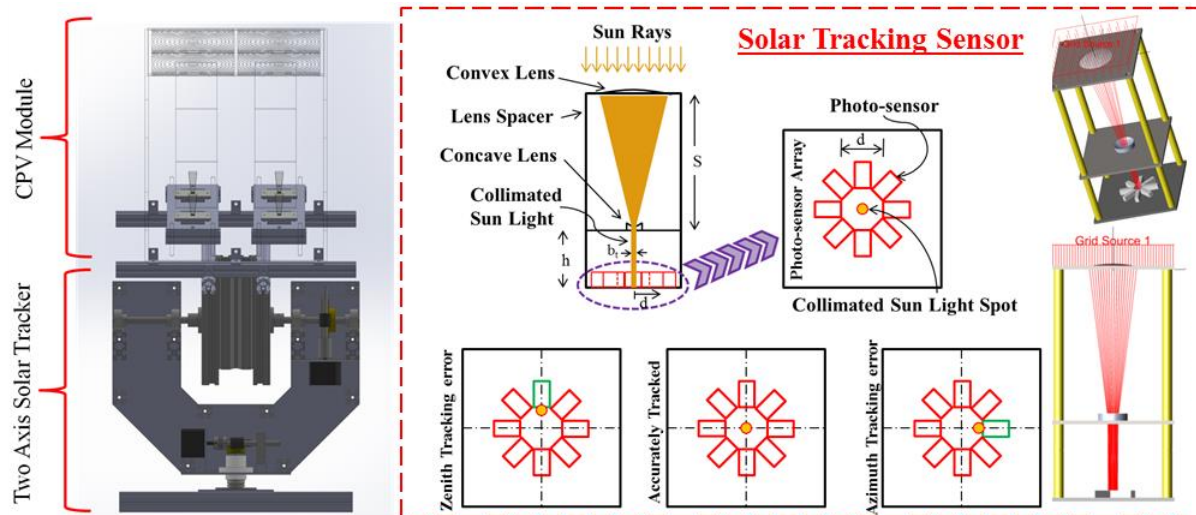 CPV Module
Two Axis Solar Tracker
Solar Tracking Sensor
Sun Rays
Convex Lens
Lens Spacer
Concave Lens
Collimated
Sun Light
S
h
bt
d
Photo-sensor
d
Photo-sensor Array
Collimated Sun Light Spot
Zenith Tracking error
Accurately Tracked
Azimuth Tracking error
Grid Source 1
Grid Source 1